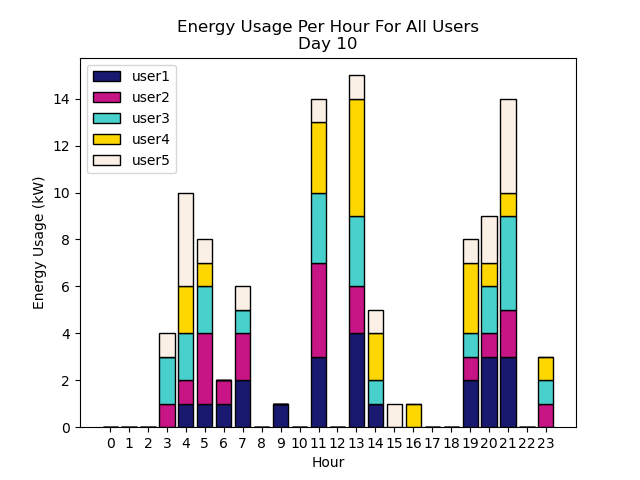 Energy Usage Per Hour For All Users
Day 10
user1
user2
user3
user4
user5
Energy Usage (kW)
14
12
10
8
6
4
2
0
0 1 2 3 4 5 6 7 8 9 10 11 12 13 14 15 16 17 18 19 20 21 22 23
Hour